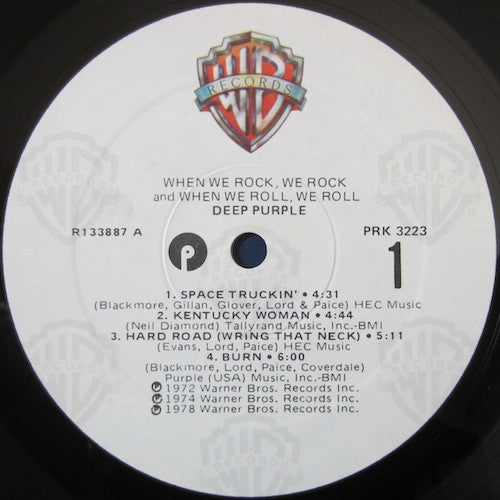 WB
RECORDS
WHEN WE ROCK, WE ROCK
and WHEN WE ROLL, WE ROLL
DEEP PURPLE
R133887 A
P
PRK 3223
1
1. SPACE TRUCKIN' • 4:31
(Blackmore, Gillan, Glover, Lord & Paice) HEC Music
2. KENTUCKY WOMAN • 4:44
(Neil Diamond) Tallyrand Music, Inc.-BMI
3. HARD ROAD (WRING THAT NECK) • 5:11
(Evans, Lord, Paice) HEC Music
4. BURN • 6:00
(Blackmore, Lord, Paice, Coverdale)
Purple (USA) Music, Inc.-BMI
℗ 1972 Warner Bros. Records Inc.
℗ © 1974 Warner Bros. Records Inc.
℗ © 1978 Warner Bros. Records Inc.